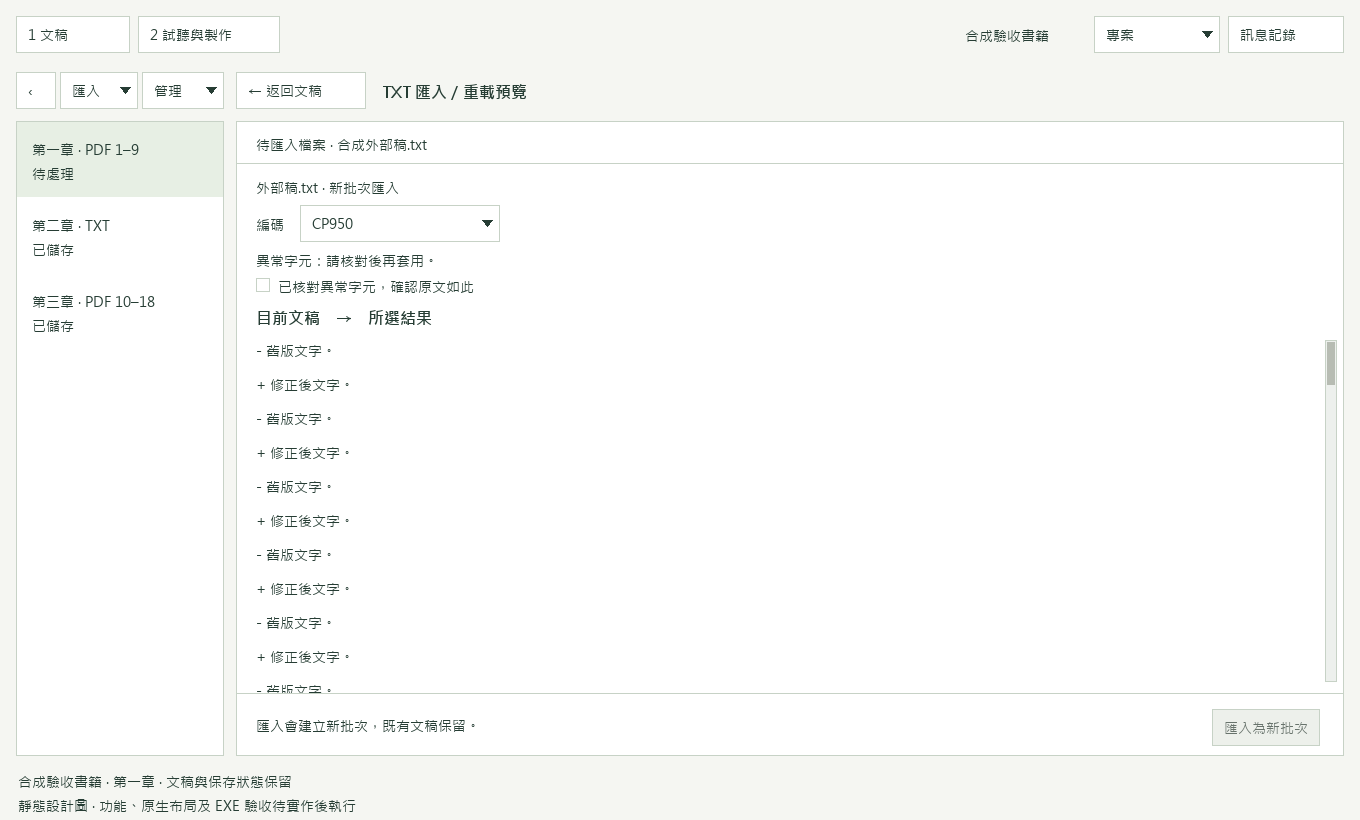 1 文稿
2 試聽與製作
合成驗收書籍
專案
訊息記錄
‹
匯入
管理
← 返回文稿
TXT 匯入 / 重載預覽
第一章 · PDF 1–9
待處理
第二章 · TXT
已儲存
第三章 · PDF 10–18
已儲存
待匯入檔案 · 合成外部稿.txt
外部稿.txt · 新批次匯入
編碼
CP950
異常字元：請核對後再套用。
已核對異常字元，確認原文如此
目前文稿 → 所選結果
- 舊版文字。
+ 修正後文字。
- 舊版文字。
+ 修正後文字。
- 舊版文字。
+ 修正後文字。
- 舊版文字。
+ 修正後文字。
- 舊版文字。
+ 修正後文字。
- 舊版文字。
匯入會建立新批次，既有文稿保留。
匯入為新批次
合成驗收書籍 · 第一章 · 文稿與保存狀態保留
靜態設計圖 · 功能、原生布局及 EXE 驗收待實作後執行